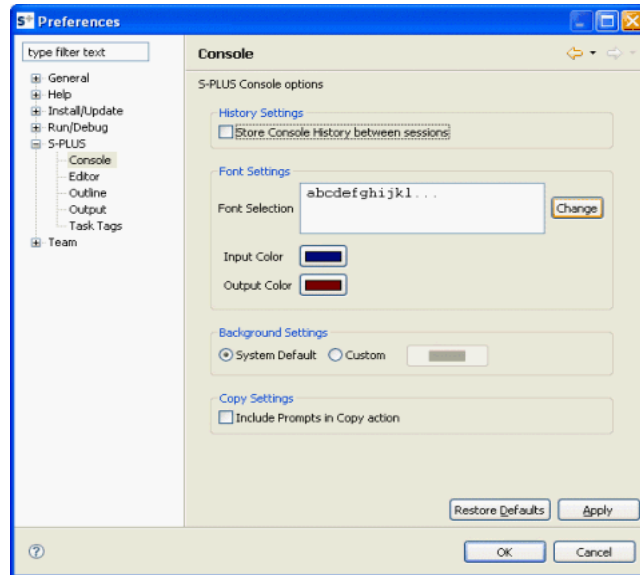 S+ Preferences
type filter text
General
Help
Install/Update
Run/Debug
S-PLUS
Console
Editor
Outline
Output
Task Tags
Team
Console
S-PLUS Console options
History Settings
Store Console History between sessions
Font Settings
Font Selection
abcdefghijkl...
Change
Input Color
Output Color
Background Settings
System Default
Custom
Copy Settings
Include Prompts in Copy action
Restore Defaults
Apply
?
OK
Cancel